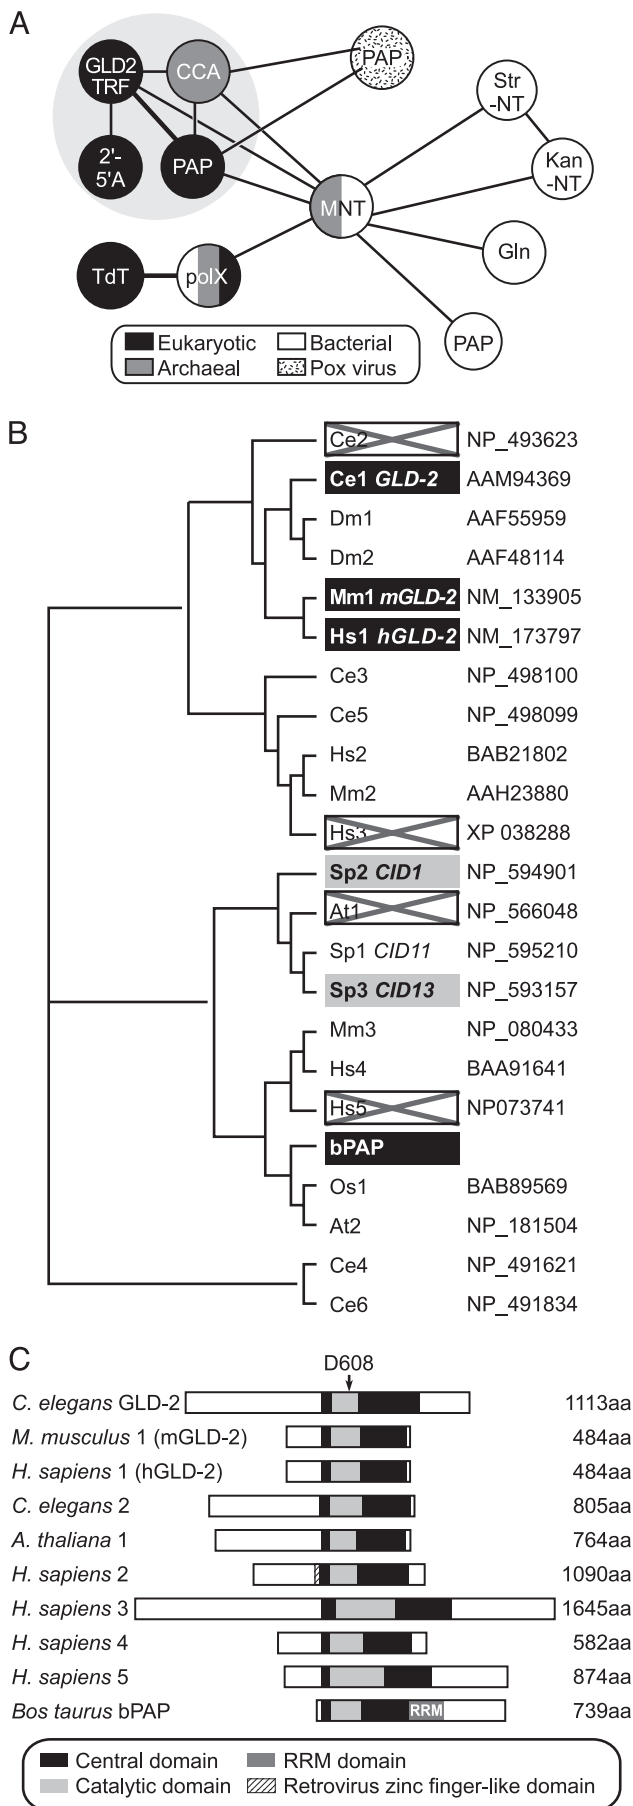 A
GLD2
TRF
CCA
PAP
2'-
5'A
PAP
MNT
Str
-NT
Kan
-NT
Gln
PAP
TdT
polX
Eukaryotic
Bacterial
Archaeal
Pox virus
B
Ce2 NP_493623
Ce1 GLD-2 AAM94369
Dm1 AAF55959
Dm2 AAF48114
Mm1 mGLD-2 NM_133905
Hs1 hGLD-2 NM_173797
Ce3 NP_498100
Ce5 NP_498099
Hs2 BAB21802
Mm2 AAH23880
Hs3 XP 038288
Sp2 CID1 NP_594901
At1 NP_566048
Sp1 CID11 NP_595210
Sp3 CID13 NP_593157
Mm3 NP_080433
Hs4 BAA91641
Hs5 NP073741
bPAP
Os1 BAB89569
At2 NP_181504
Ce4 NP_491621
Ce6 NP_491834
C
D608
C. elegans GLD-2 1113aa
M. musculus 1 (mGLD-2) 484aa
H. sapiens 1 (hGLD-2) 484aa
C. elegans 2 805aa
A. thaliana 1 764aa
H. sapiens 2 1090aa
H. sapiens 3 1645aa
H. sapiens 4 582aa
H. sapiens 5 874aa
Bos taurus bPAP RRM 739aa
Central domain RRM domain
Catalytic domain Retrovirus zinc finger-like domain